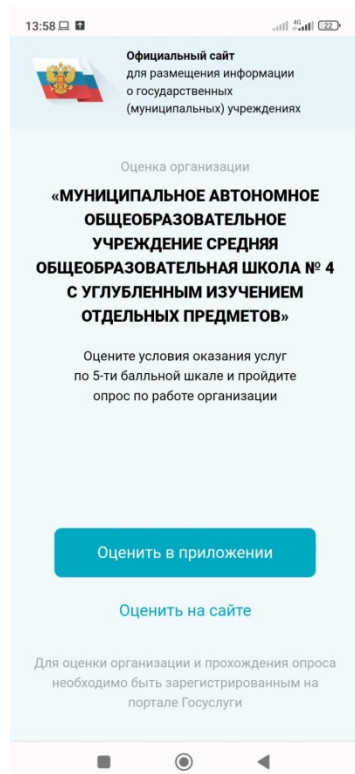 13:58
4G
22
Официальный сайт
для размещения информации
о государственных
(муниципальных) учреждениях
Оценка организации
«МУНИЦИПАЛЬНОЕ АВТОНОМНОЕ
ОБЩЕОБРАЗОВАТЕЛЬНОЕ
УЧРЕЖДЕНИЕ СРЕДНЯЯ
ОБЩЕОБРАЗОВАТЕЛЬНАЯ ШКОЛА № 4
С УГЛУБЛЕННЫМ ИЗУЧЕНИЕМ
ОТДЕЛЬНЫХ ПРЕДМЕТОВ»
Оцените условия оказания услуг
по 5-ти балльной шкале и пройдите
опрос по работе организации
Оценить в приложении
Оценить на сайте
Для оценки организации и прохождения опроса
необходимо быть зарегистрированным на
портале Госуслуги